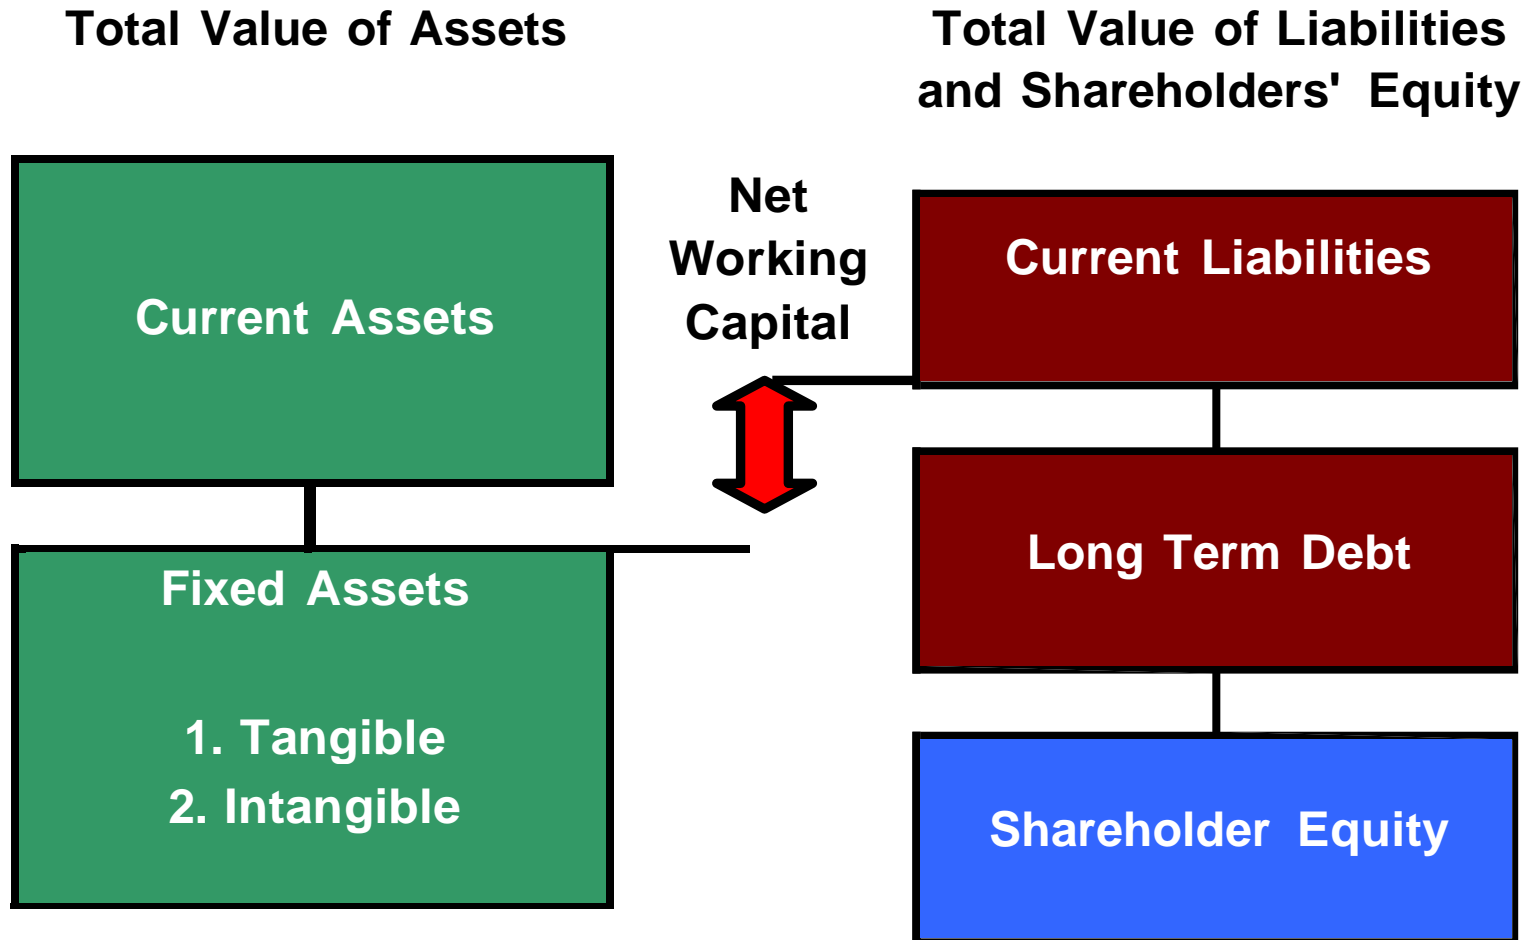 Total Value of Assets
Total Value of Liabilities
and Shareholders' Equity
Current Assets
Net
Working
Capital
Current Liabilities
Fixed Assets
1. Tangible
2. Intangible
Long Term Debt
Shareholder Equity